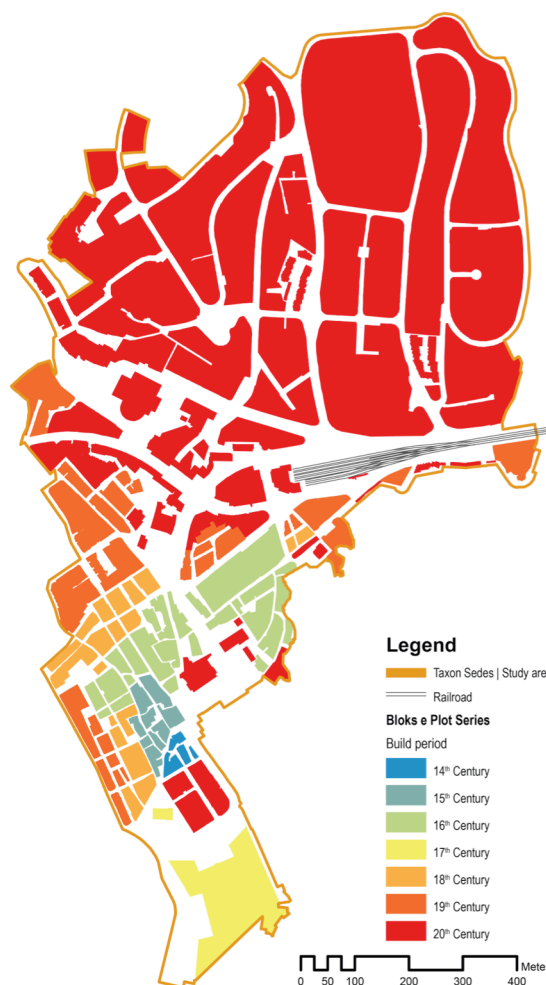 Legend
Taxon Sedes | Study are
Railroad
Bloks e Plot Series
Build period
14th Century
15th Century
16th Century
17th Century
18th Century
19th Century
20th Century
Mete
0 50 100 200 300 400